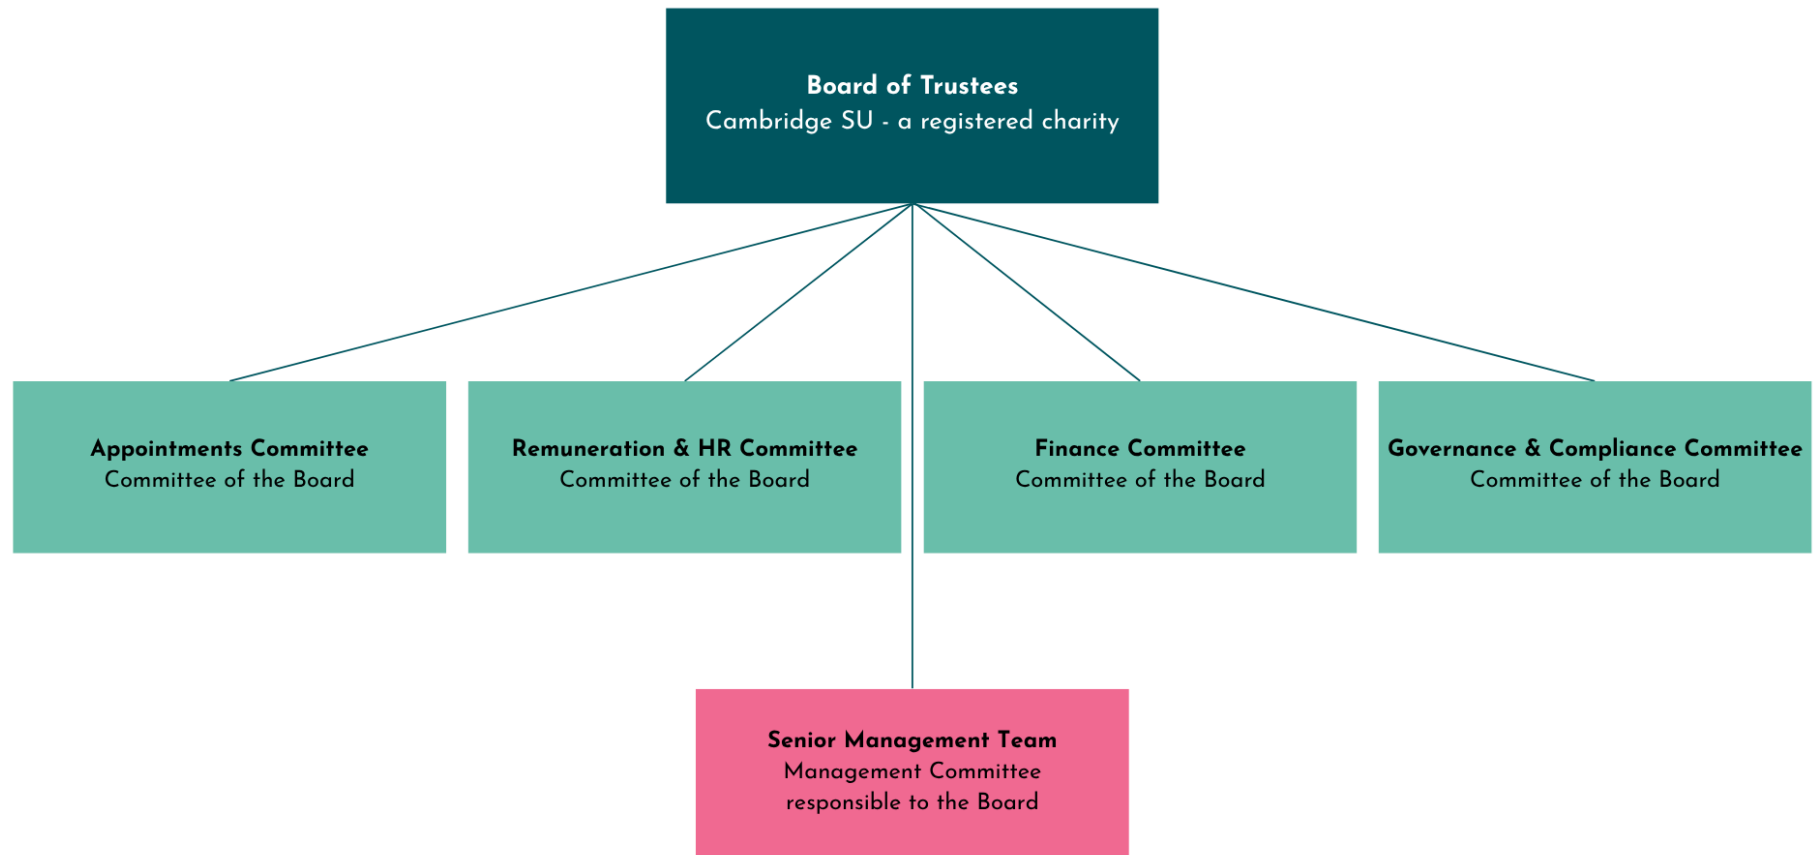 Board of Trustees
Cambridge SU - a registered charity
Appointments Committee
Committee of the Board
Remuneration & HR Committee
Committee of the Board
Finance Committee
Committee of the Board
Governance & Compliance Committee
Committee of the Board
Senior Management Team
Management Committee
responsible to the Board